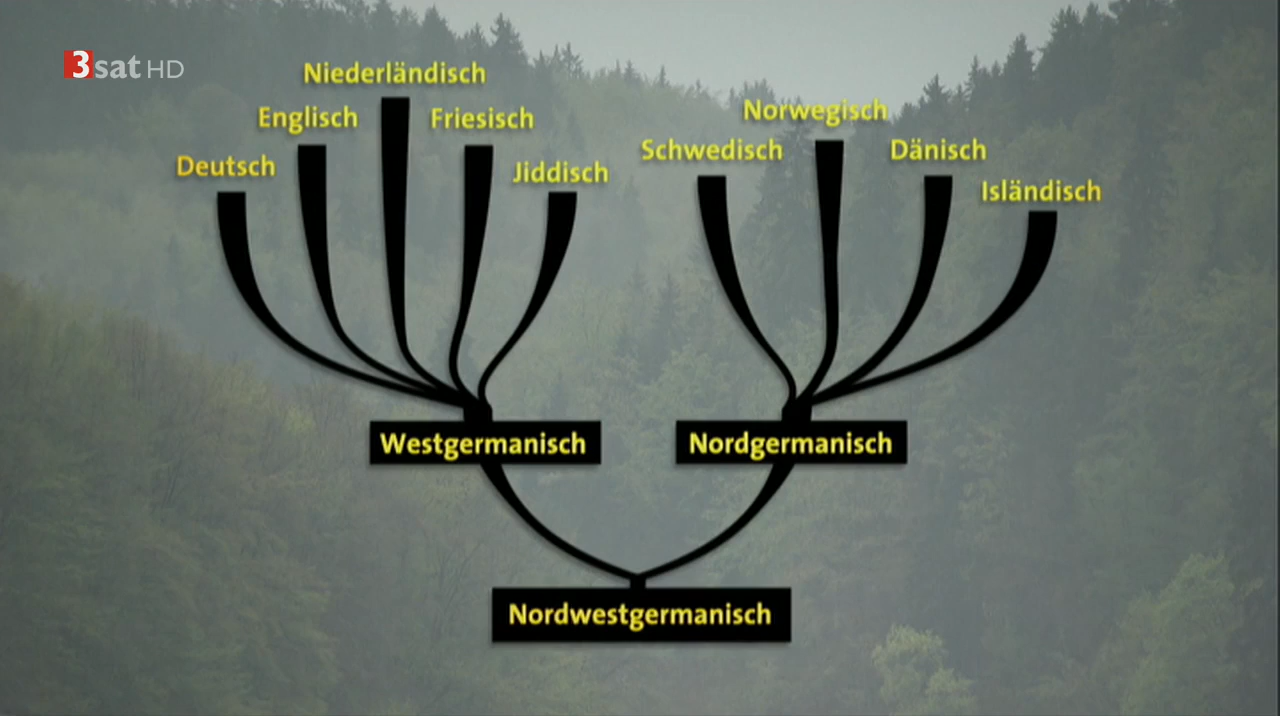 3sat HD
Niederländisch
Englisch
Friesisch
Deutsch
Jiddisch
Norwegisch
Schwedisch
Dänisch
Isländisch
Westgermanisch
Nordgermanisch
Nordwestgermanisch